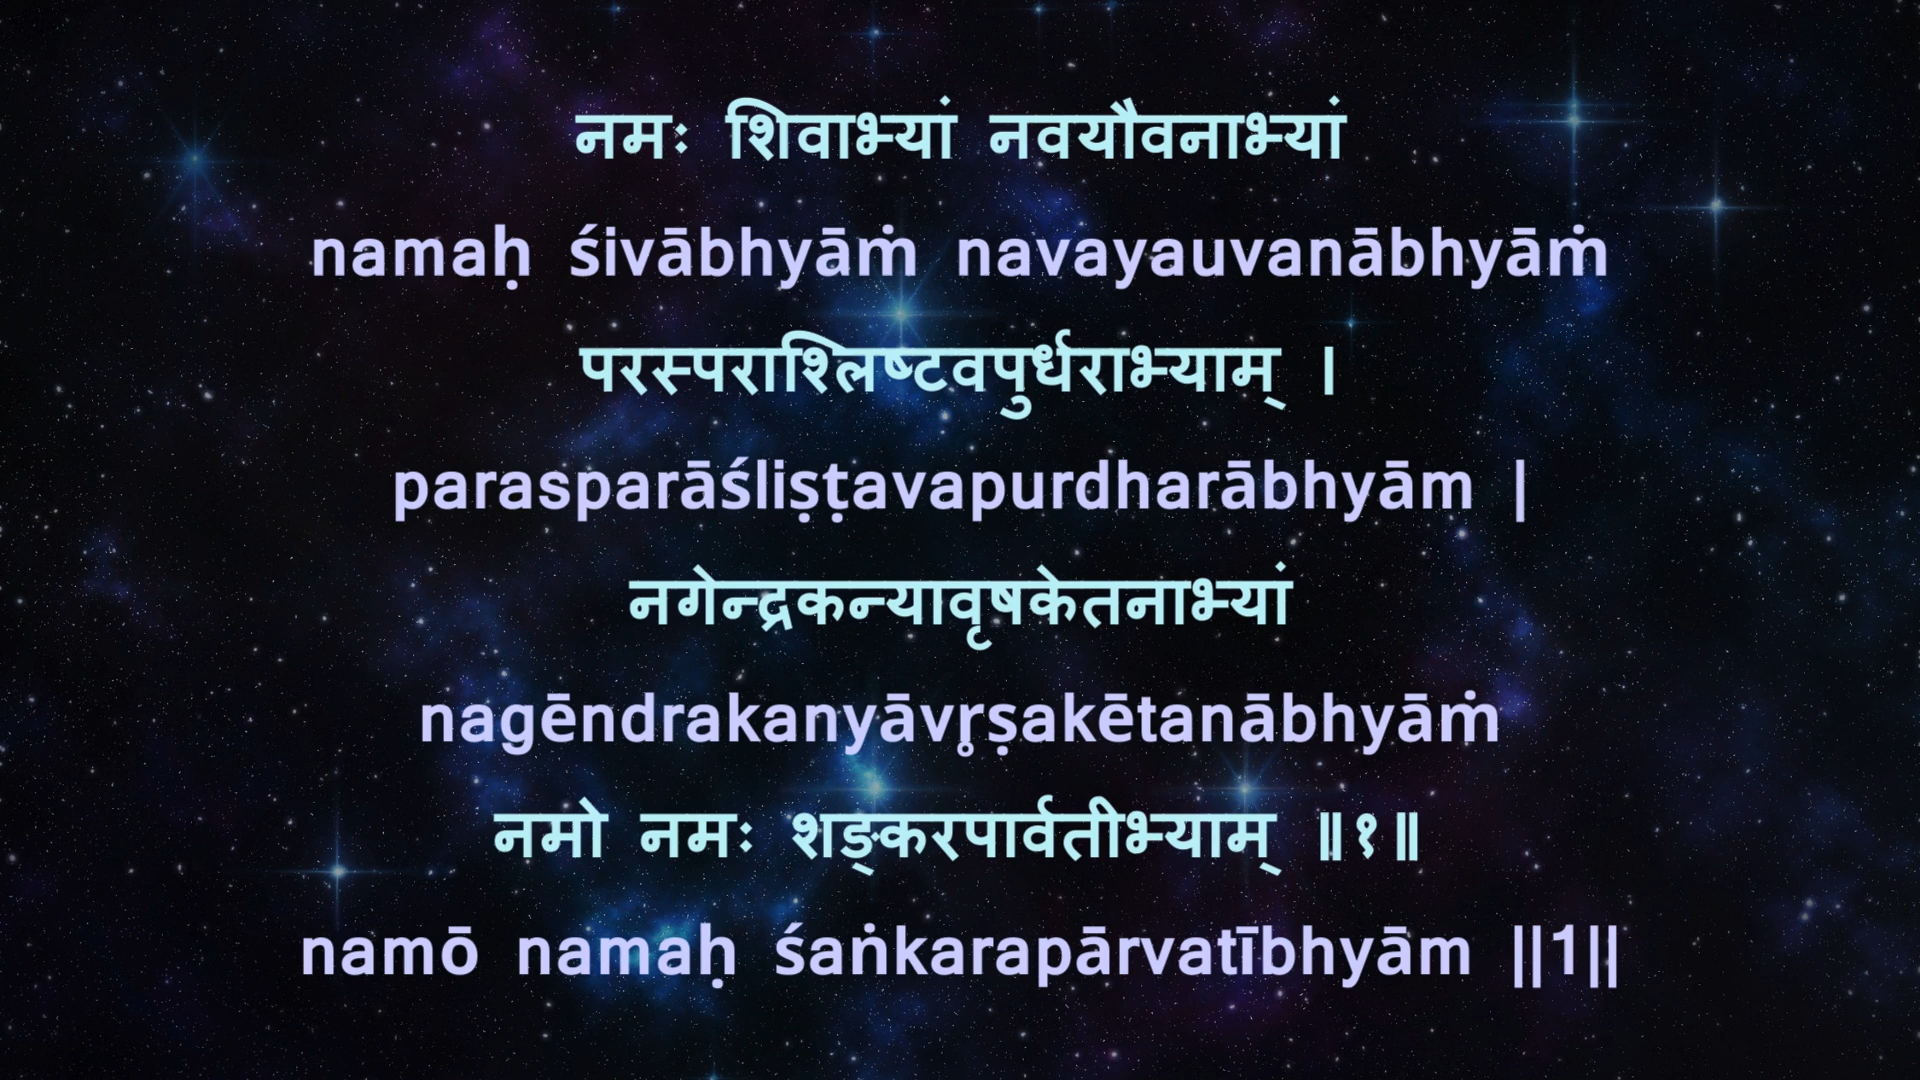 नमः शिवाभ्यां नवयौवनाभ्यां
namaḥ śivābhyāṁ navayauvanābhyāṁ
परस्पराश्लिष्टवपुर्धराभ्याम् ।
parasparāśliṣṭavapurdharābhyām |
नगेन्द्रकन्यावृषकेतनाभ्यां
nagēndrakanyāvr̥ṣakētanābhyāṁ
नमो नमः शङ्करपार्वतीभ्याम् ॥१॥
namō namaḥ śaṅkarapārvatībhyām ||1||